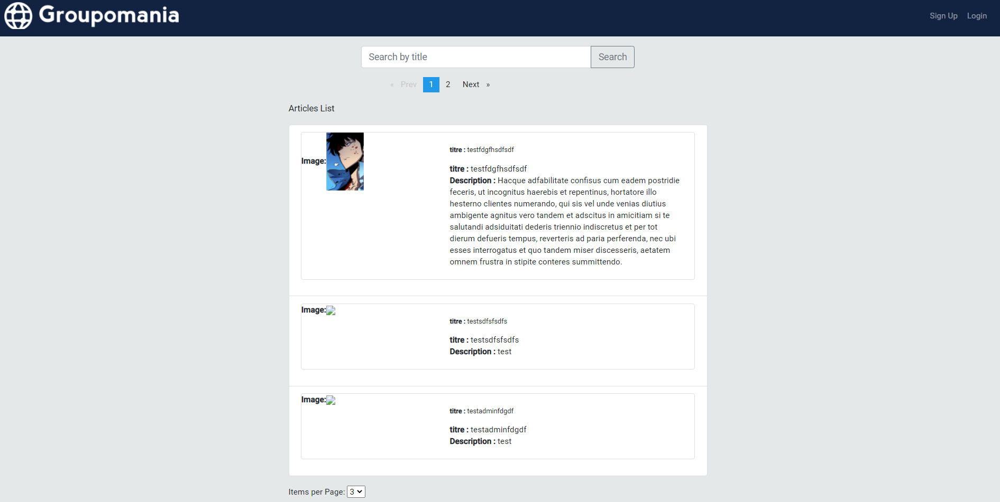 Groupomania
Sign Up Login
Search by title Search
« Prev 1 2 Next »
Articles List
Image:
titre : testfdgfhsdfsdf
titre : testfdgfhsdfsdf
Description : Hacque adfabilitate confisus cum eadem postridie
feceris, ut incognitus haerebis et repentinus, hortatore illo
hesterno clientes numerando, qui sis vel unde venias diutius
ambigente agnitus vero tandem et adscitus in amicitiam si te
salutandi adsiduitati dederis triennio indiscretus et per tot
dierum defueris tempus, reverteris ad paria perferenda, nec ubi
esses interrogatus et quo tandem miser discesseris, aetatem
omnem frustra in stipite conteres summittendo.
Image:
titre : testsdfsfsdfs
titre : testsdfsfsdfs
Description : test
Image:
titre : testadminfdgdf
titre : testadminfdgdf
Description : test
Items per Page: 3